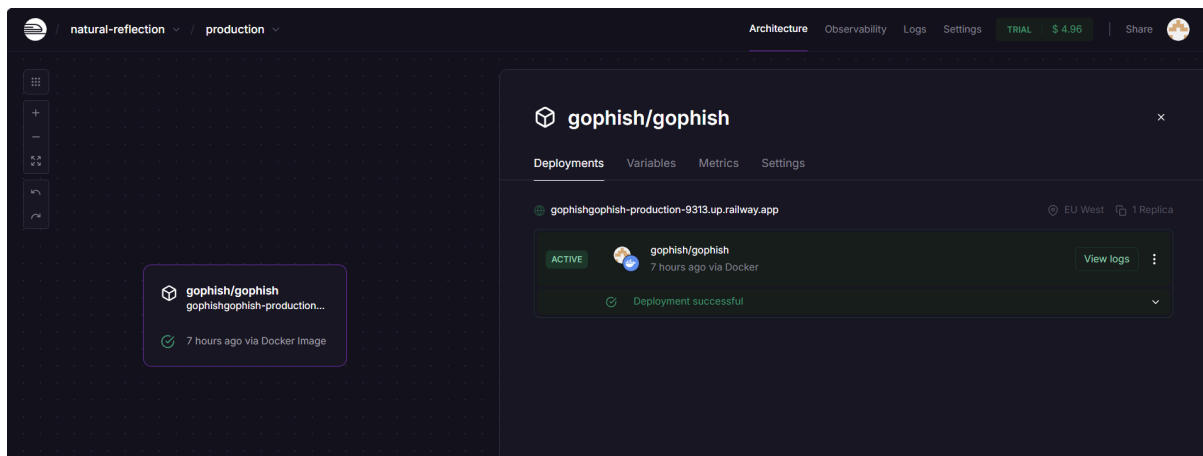 / natural-reflection / production
Architecture Observability Logs Settings TRIAL $ 4.96 Share
gophish/gophish
Deployments Variables Metrics Settings
gophishgophish-production-9313.up.railway.app EU West 1 Replica
ACTIVE gophish/gophish View logs
7 hours ago via Docker
Deployment successful
gophish/gophish
gophishgophish-production...
7 hours ago via Docker Image